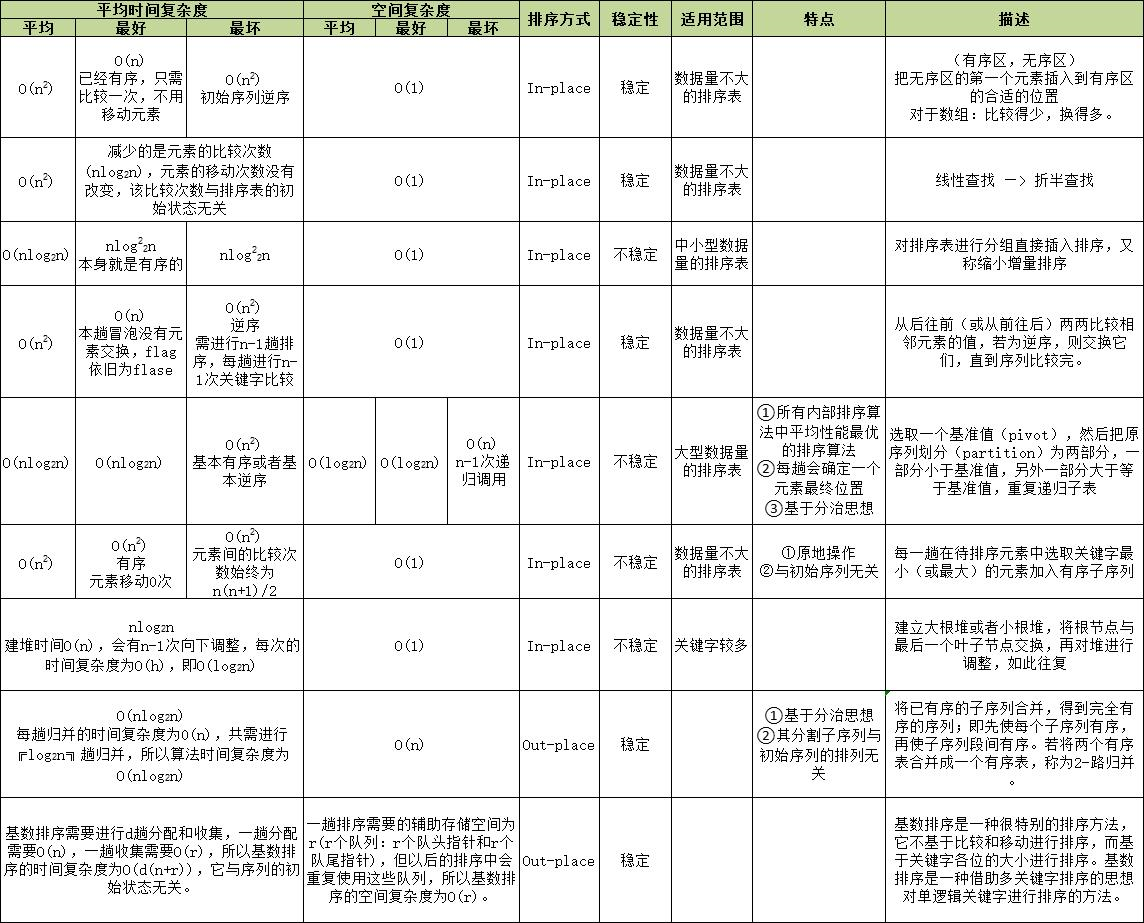 平均时间复杂度 空间复杂度 排序方式 稳定性 适用范围 特点 描述
平均 最好 最坏 平均 最好 最坏
O(n²)
O(n)
已经有序，只需
比较一次，不用
移动元素
O(n²)
初始序列逆序
O(1)
In-place
稳定
数据量不大
的排序表
（有序区，无序区）
把无序区的第一个元素插入到有序区
的合适的位置
对于数组：比较得少，换得多。
O(n²)
减少的是元素的比较次数
(nlog₂n)，元素的移动次数没有
改变，该比较次数与排序表的初
始状态无关
O(1)
In-place
稳定
数据量不大
的排序表
线性查找 —> 折半查找
O(nlog₂n)
nlog²₂n
本身就是有序的
nlog²₂n
O(1)
In-place
不稳定
中小型数据
量的排序表
对排序表进行分组直接插入排序，又
称缩小增量排序
O(n²)
O(n)
本趟冒泡没有元
素交换，flag
依旧为flase
O(n²)
逆序
需进行n-1趟排
序，每趟进行n-
1次关键字比较
O(1)
In-place
稳定
数据量不大
的排序表
从后往前（或从前往后）两两比较相
邻元素的值，若为逆序，则交换它
们，直到序列比较完。
O(nlog₂n)
O(nlog₂n)
O(n²)
基本有序或者基
本逆序
O(log₂n)
O(log₂n)
O(n)
n-1次递
归调用
In-place
不稳定
大型数据量
的排序表
①所有内部排序算
法中平均性能最优
的排序算法
②每趟会确定一个
元素最终位置
③基于分治思想
选取一个基准值（pivot），然后把原
序列划分（partition）为两部分，一
部分小于基准值，另外一部分大于等
于基准值，重复递归子表
O(n²)
O(n²)
有序
元素移动0次
O(n²)
元素间的比较次
数始终为
n(n+1)/2
O(1)
In-place
不稳定
数据量不大
的排序表
①原地操作
②与初始序列无关
每一趟在待排序元素中选取关键字最
小（或最大）的元素加入有序子序列
nlog₂n
建堆时间O(n)，会有n-1次向下调整，每次的
时间复杂度为O(h)，即O(log₂n)
O(1)
In-place
不稳定
关键字较多
建立大根堆或者小根堆，将根节点与
最后一个叶子节点交换，再对堆进行
调整，如此往复
O(nlog₂n)
每趟归并的时间复杂度为O(n)，共需进行
╔log₂n╗趟归并，所以算法时间复杂度为
O(nlog₂n)
O(n)
Out-place
稳定
①基于分治思想
②其分割子序列与
初始序列的排列无
关
将已有序的子序列合并，得到完全有
序的序列；即先使每个子序列有序，
再使子序列段间有序。若将两个有序
表合并成一个有序表，称为2-路归并
。
基数排序需要进行d趟分配和收集，一趟分配
需要O(n)，一趟收集需要O(r)，所以基数排
序的时间复杂度为O(d(n+r))，它与序列的初
始状态无关。
一趟排序需要的辅助存储空间为
r(r个队列：r个队头指针和r个
队尾指针)，但以后的排序中会
重复使用这些队列，所以基数排
序的空间复杂度为O(r)。
Out-place
稳定
基数排序是一种很特别的排序方法，
它不基于比较和移动进行排序，而基
于关键字各位的大小进行排序。基数
排序是一种借助多关键字排序的思想
对单逻辑关键字进行排序的方法。